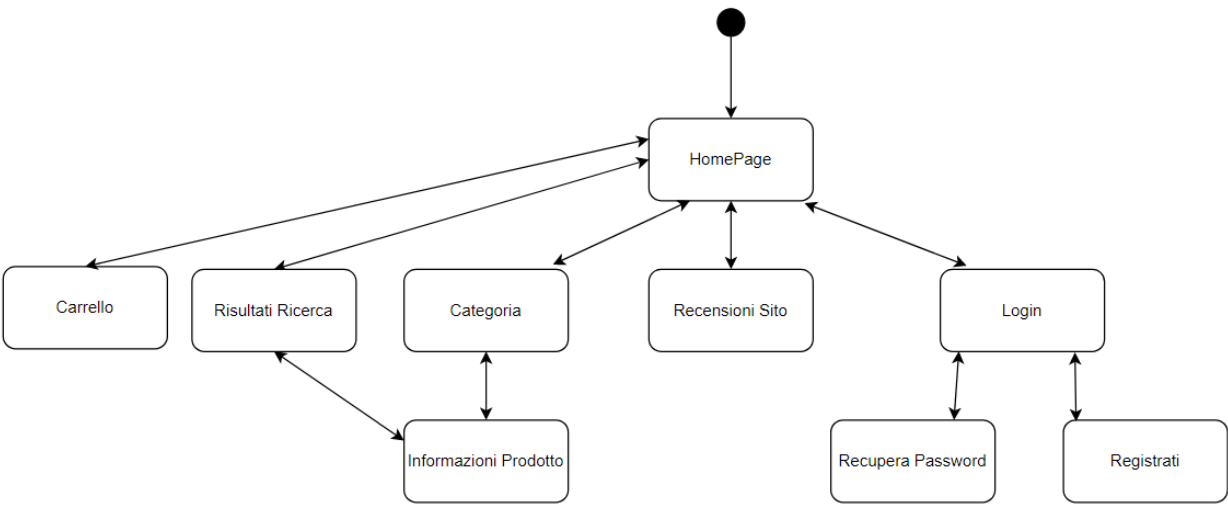 HomePage
Carrello
Risultati Ricerca
Categoria
Recensioni Sito
Login
Informazioni Prodotto
Recupera Password
Registrati